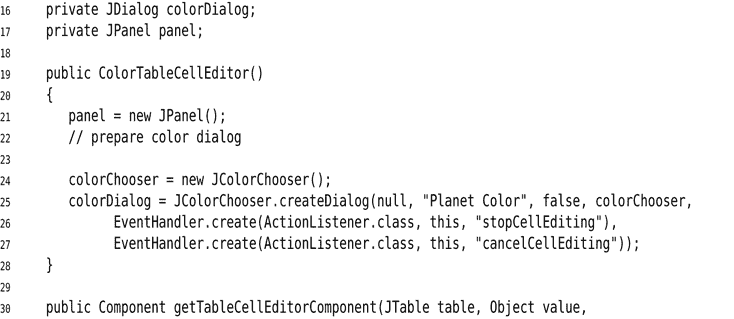 16 private JDialog colorDialog;
17 private JPanel panel;
18
19 public ColorTableCellEditor()
20 {
21 panel = new JPanel();
22 // prepare color dialog
23
24 colorChooser = new JColorChooser();
25 colorDialog = JColorChooser.createDialog(null, "Planet Color", false, colorChooser,
26 EventHandler.create(ActionListener.class, this, "stopCellEditing"),
27 EventHandler.create(ActionListener.class, this, "cancelCellEditing"));
28 }
29
30 public Component getTableCellEditorComponent(JTable table, Object value,